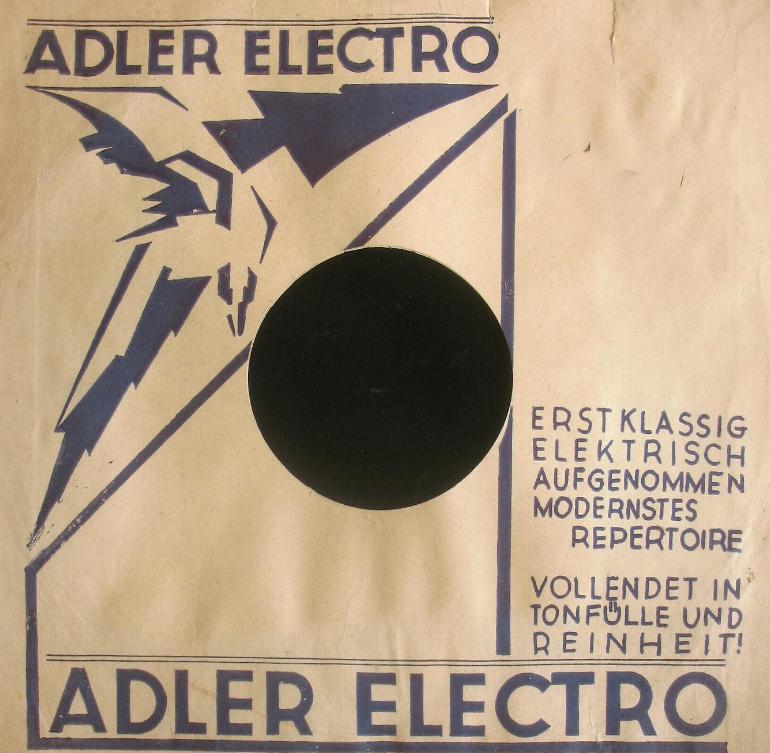 ADLER ELECTRO
ERSTKLASSIG
ELEKTRISCH
AUFGENOMMEN
MODERNSTES
REPERTOIRE
VOLLENDET IN
TONFÜLLE UND
REINHEIT!
ADLER ELECTRO